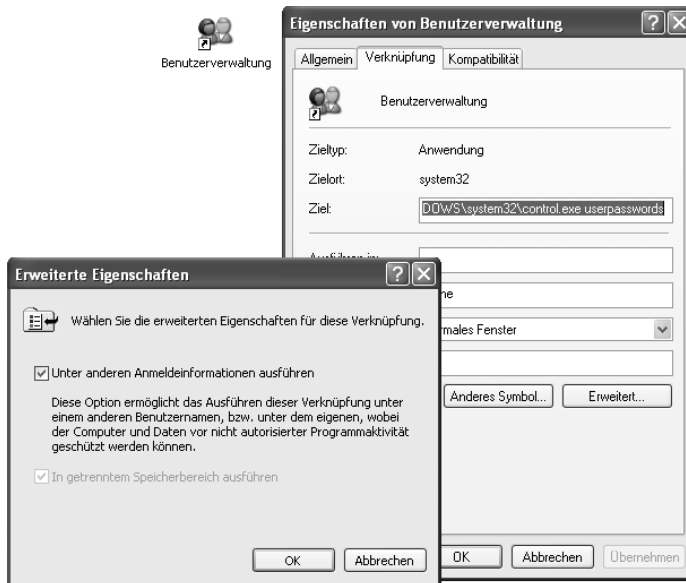 Benutzerverwaltung
Eigenschaften von Benutzerverwaltung
Allgemein Verknüpfung Kompatibilität
Benutzerverwaltung
Zieltyp: Anwendung
Zielort: system32
Ziel: DOWS\system32\control.exe userpasswords
Anderes Symbol... Erweitert...
OK Abbrechen Übernehmen
Erweiterte Eigenschaften
Wählen Sie die erweiterten Eigenschaften für diese Verknüpfung.
Unter anderen Anmeldeinformationen ausführen
Diese Option ermöglicht das Ausführen dieser Verknüpfung unter
einem anderen Benutzernamen, bzw. unter dem eigenen, wobei
der Computer und Daten vor nicht autorisierter Programmaktivität
geschützt werden können.
In getrenntem Speicherbereich ausführen
OK Abbrechen